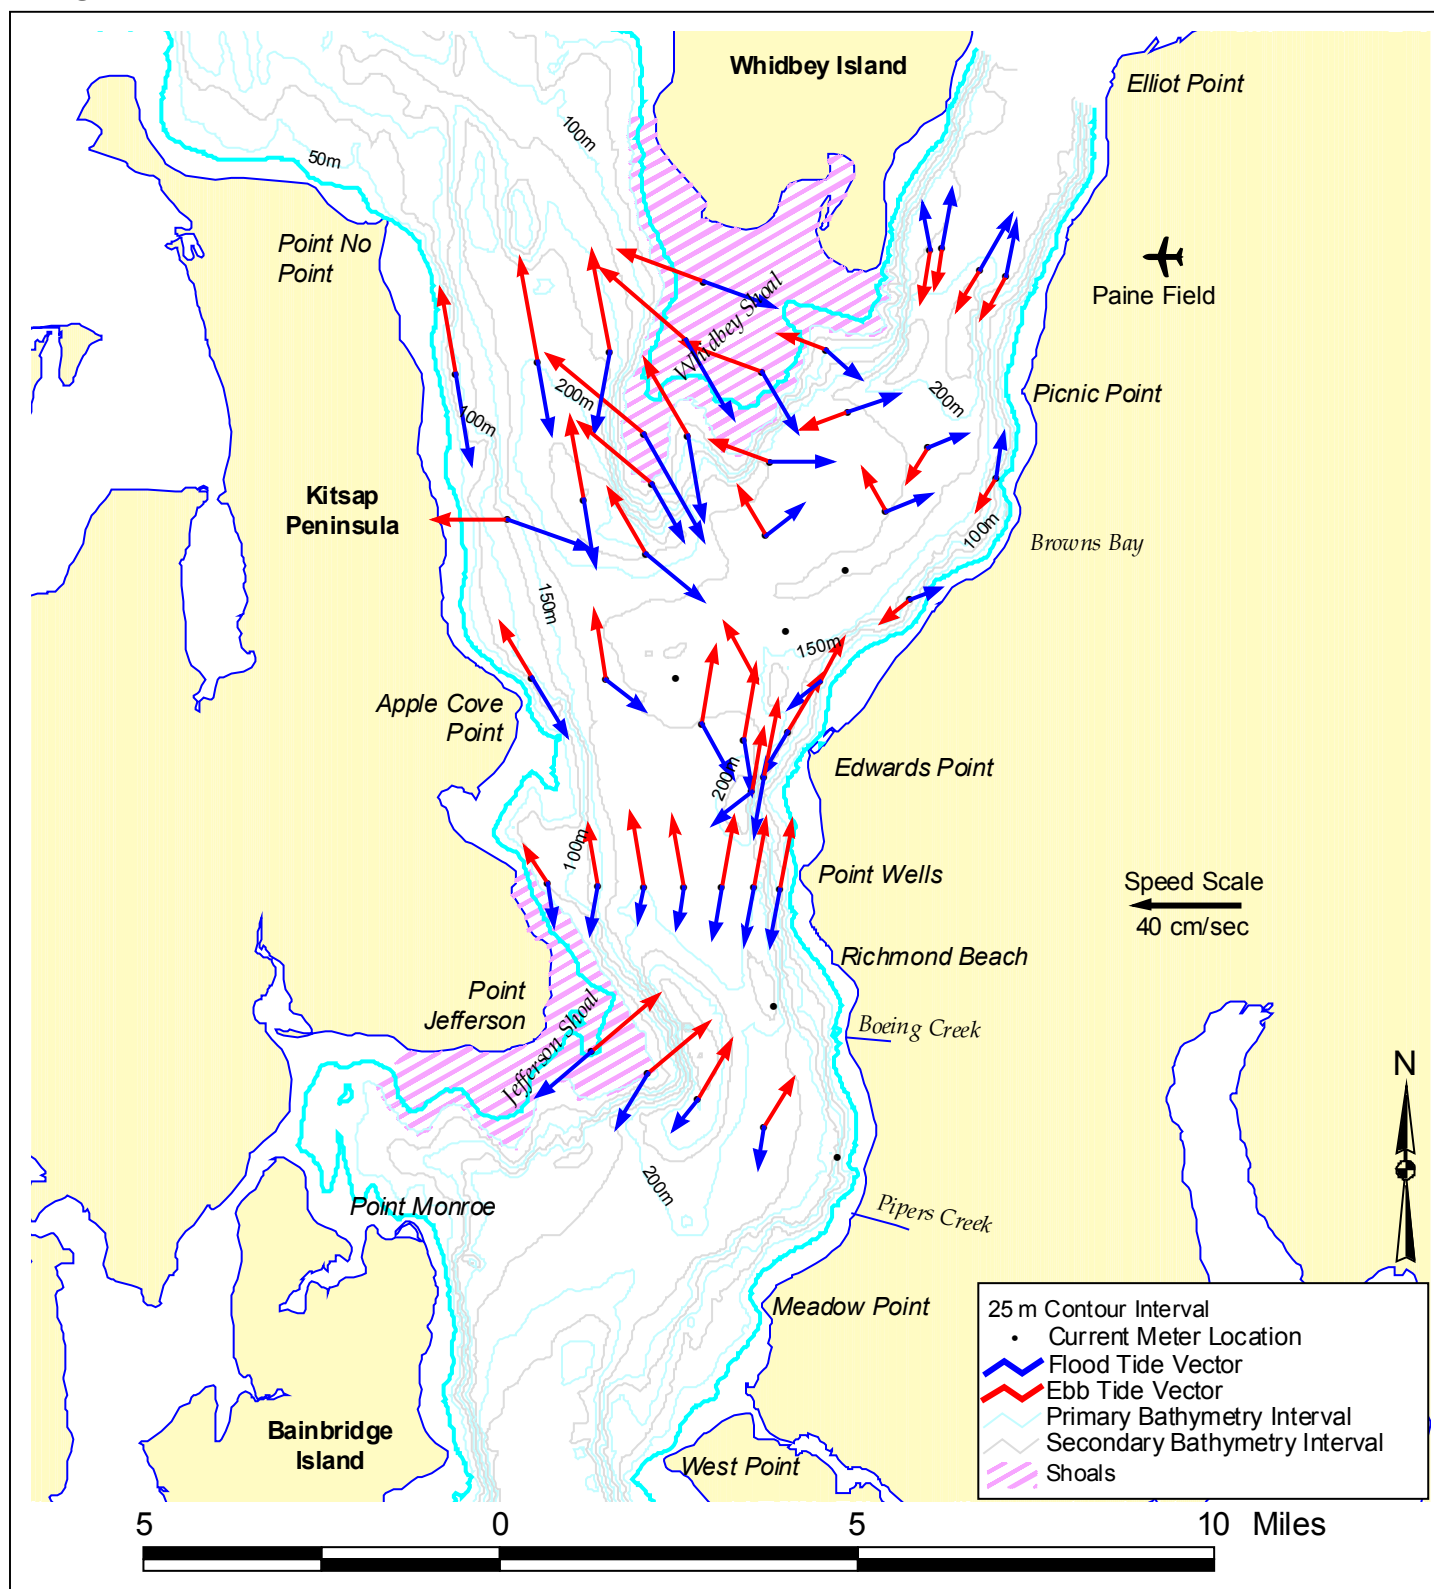 Whidbey Island
Elliot Point
100m
50m
Point No
Point
Paine Field
Whidbey Shoal
Picnic Point
200m
200m
100m
Kitsap
Peninsula
100m
Browns Bay
150m
150m
Apple Cove
Point
Edwards Point
200m
100m
Point Wells
Speed Scale
40 cm/sec
Richmond Beach
Point
Jefferson
Jefferson Shoal
Boeing Creek
N
200m
Point Monroe
Pipers Creek
Meadow Point
25 m Contour Interval
Current Meter Location
Flood Tide Vector
Ebb Tide Vector
Primary Bathymetry Interval
Secondary Bathymetry Interval
Shoals
Bainbridge
Island
West Point
5 0 5 10 Miles